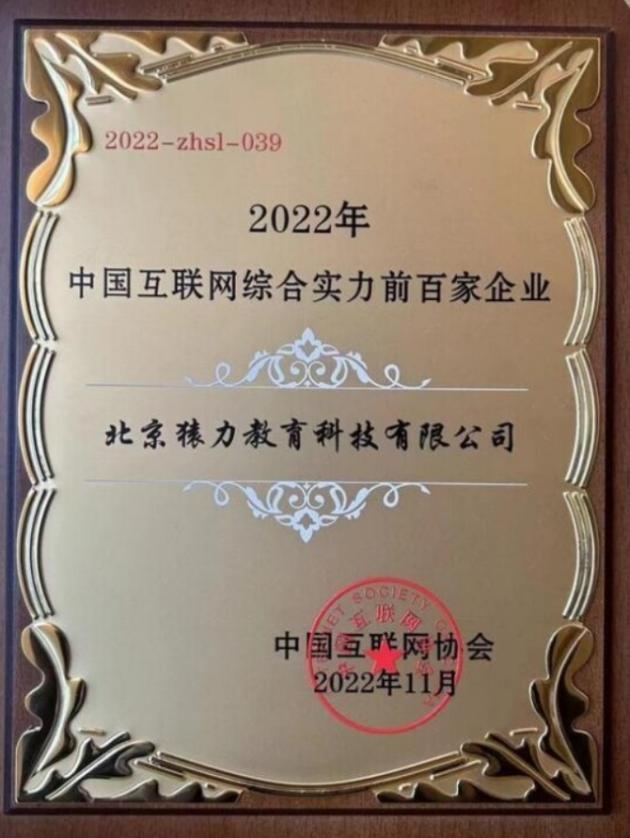 2022-zhsl-039
2022年
中国互联网综合实力前百家企业
北京猿力教育科技有限公司
中国互联网协会
2022年11月